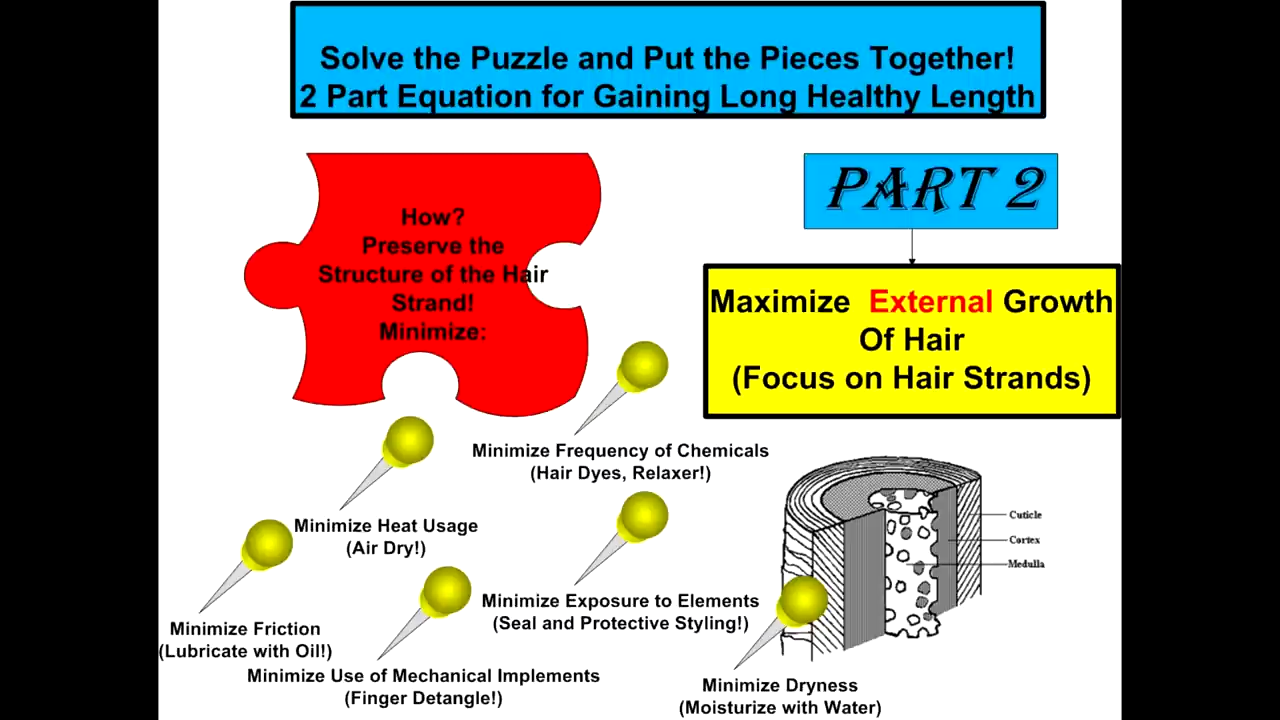 Solve the Puzzle and Put the Pieces Together!
2 Part Equation for Gaining Long Healthy Length
PART 2
How?
Preserve the
Structure of the Hair
Strand!
Minimize:
Maximize External Growth
Of Hair
(Focus on Hair Strands)
Minimize Frequency of Chemicals
(Hair Dyes, Relaxer!)
Minimize Heat Usage
(Air Dry!)
Cuticle
Cortex
Medulla
Minimize Exposure to Elements
(Seal and Protective Styling!)
Minimize Friction
(Lubricate with Oil!)
Minimize Use of Mechanical Implements
(Finger Detangle!)
Minimize Dryness
(Moisturize with Water)